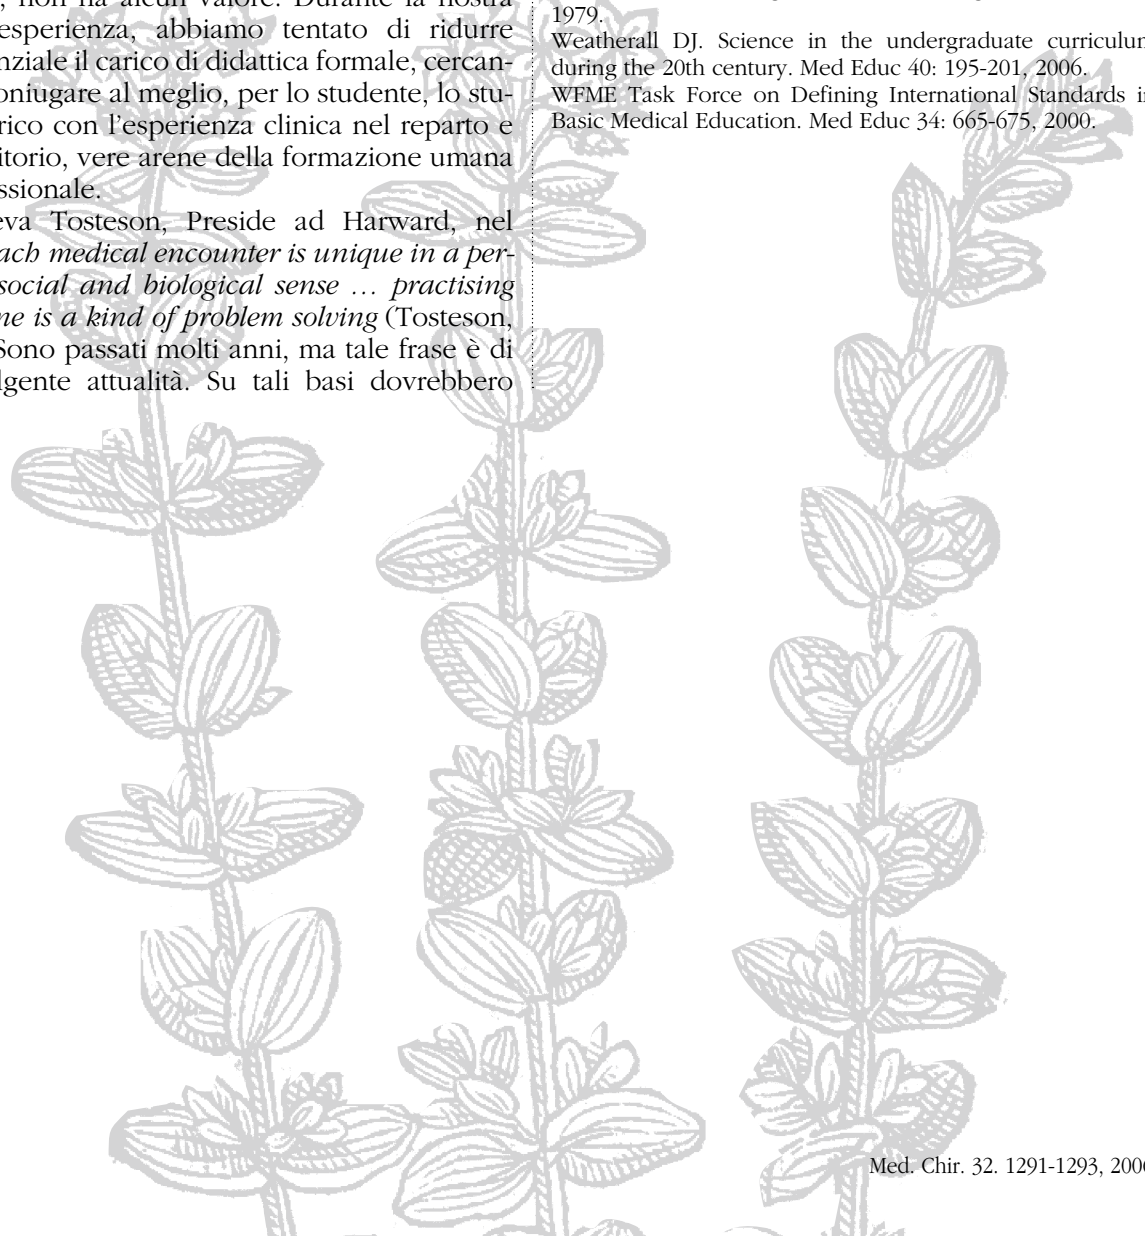 , non ha alcun valore. Durante la nostra
esperienza, abbiamo tentato di ridurre
nziale il carico di didattica formale, cercan-
oniugare al meglio, per lo studente, lo stu-
rico con l'esperienza clinica nel reparto e
itorio, vere arene della formazione umana
ssionale.
eva Tosteson, Preside ad Harward, nel
ach medical encounter is unique in a per-
social and biological sense … practising
ne is a kind of problem solving (Tosteson,
Sono passati molti anni, ma tale frase è di
lgente attualità. Su tali basi dovrebbero
1979.
Weatherall DJ. Science in the undergraduate curriculum
during the 20th century. Med Educ 40: 195-201, 2006.
WFME Task Force on Defining International Standards in
Basic Medical Education. Med Educ 34: 665-675, 2000.
Med. Chir. 32. 1291-1293, 2006